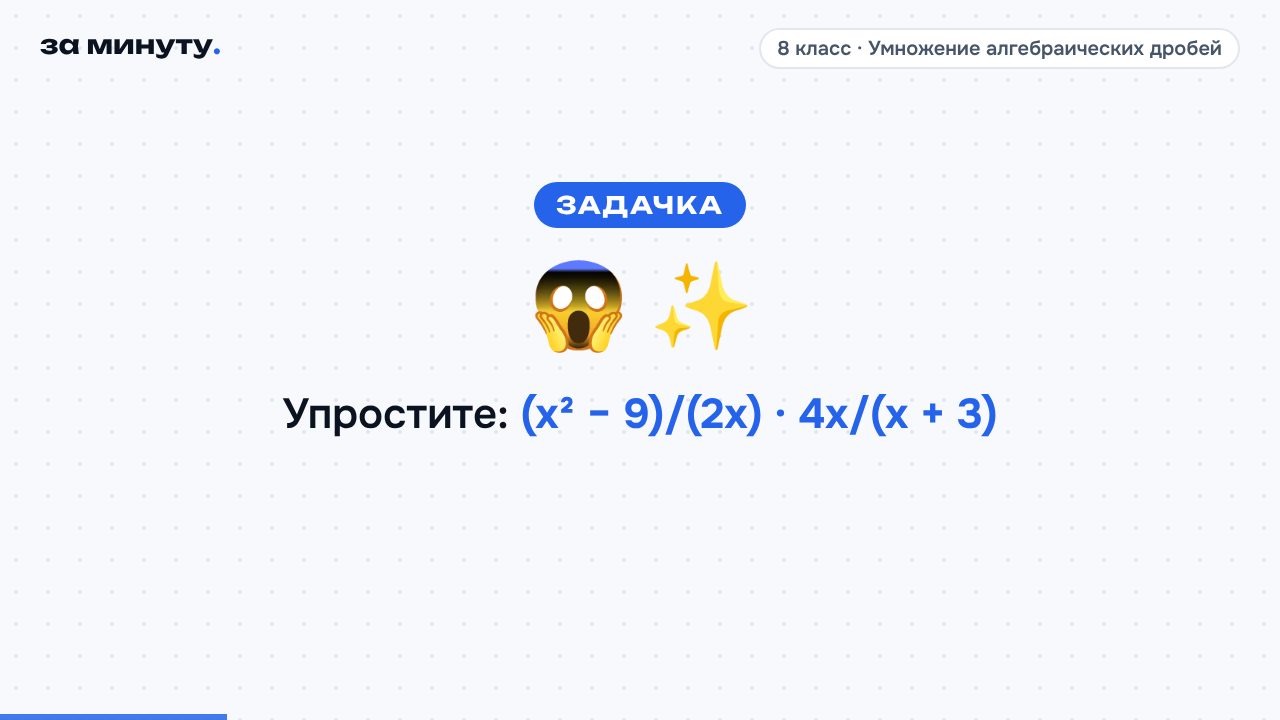 за минуту.
8 класс · Умножение алгебраических дробей
ЗАДАЧКА
Упростите: (x² − 9)/(2x) · 4x/(x + 3)